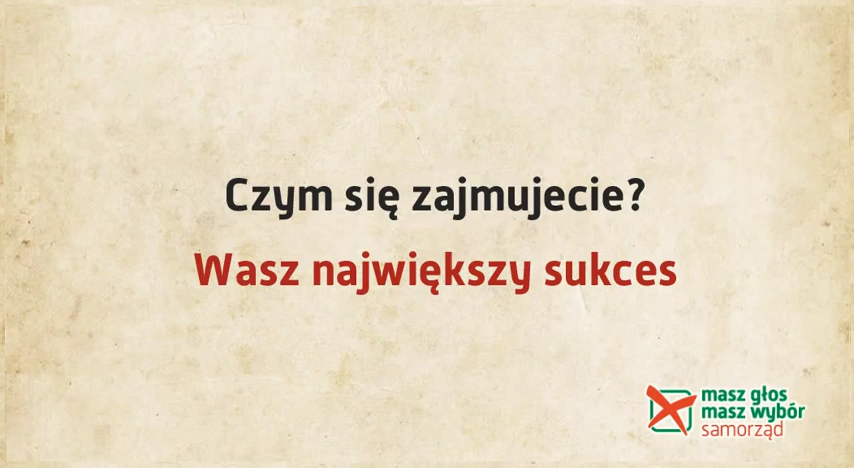 Czym się zajmujecie?
Wasz największy sukces
masz głos
masz wybór
samorząd